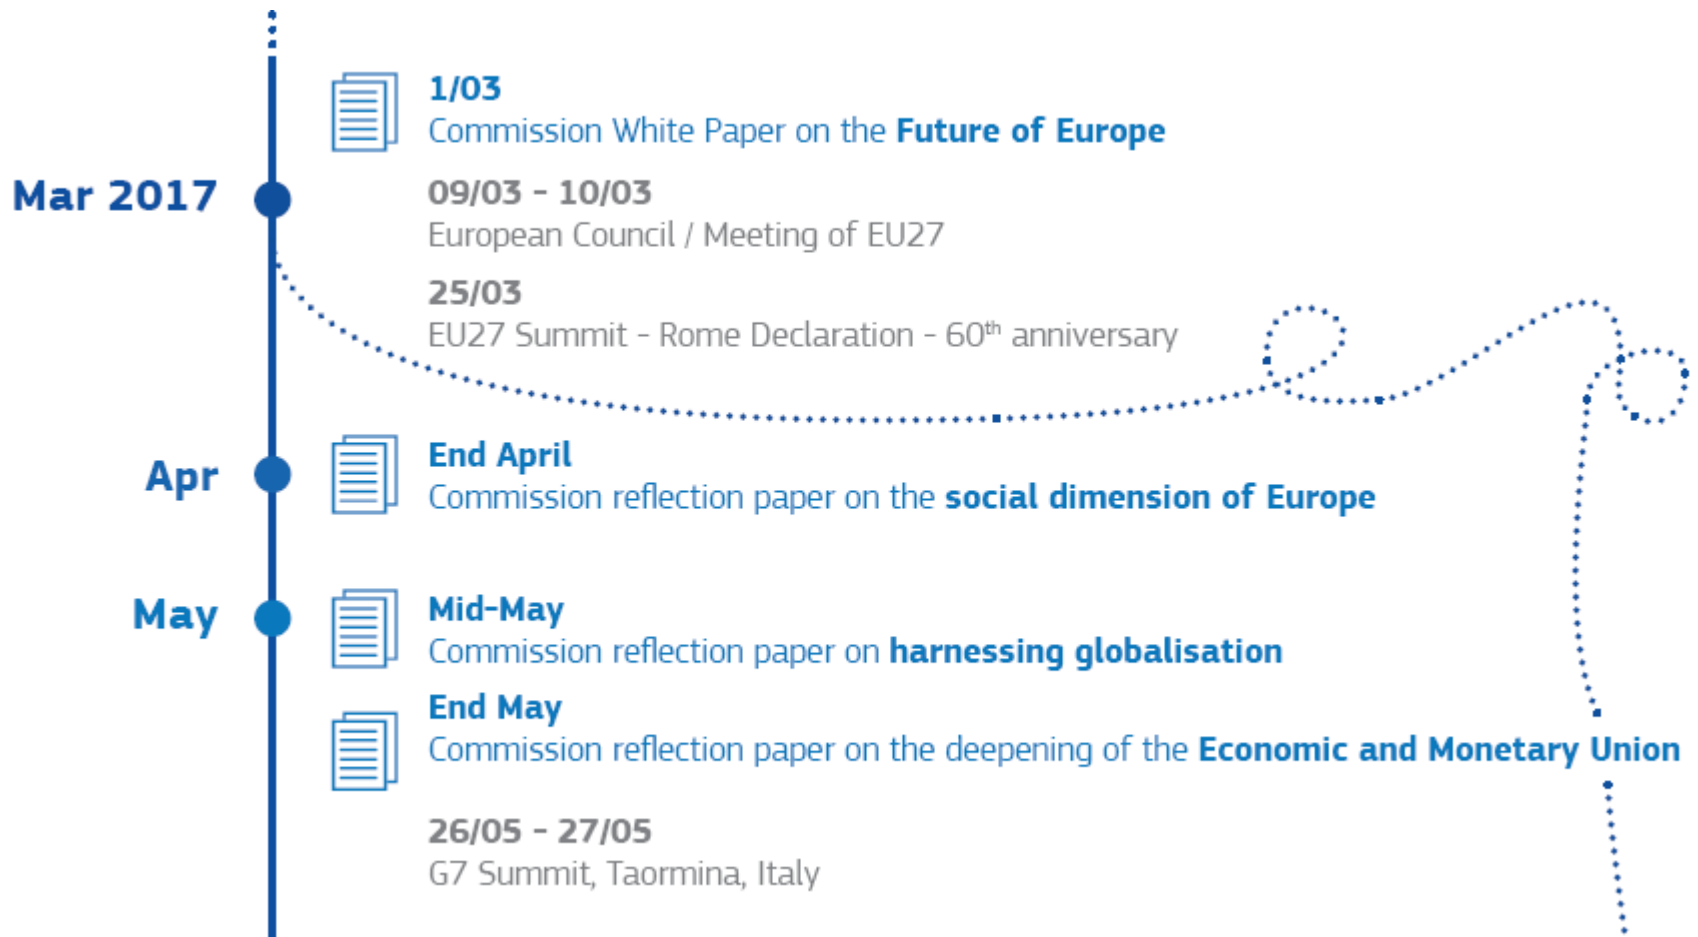 1/03
Commission White Paper on the Future of Europe
Mar 2017
09/03 - 10/03
European Council / Meeting of EU27
25/03
EU27 Summit - Rome Declaration - 60th anniversary
Apr
End April
Commission reflection paper on the social dimension of Europe
May
Mid-May
Commission reflection paper on harnessing globalisation
End May
Commission reflection paper on the deepening of the Economic and Monetary Union
26/05 - 27/05
G7 Summit, Taormina, Italy